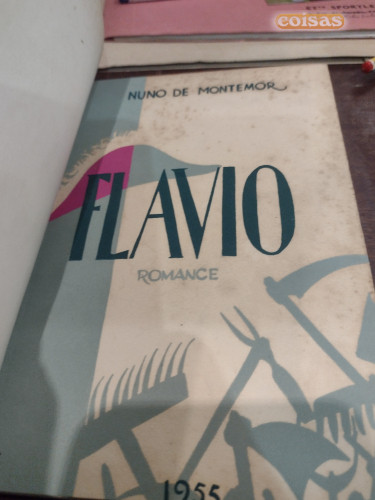 coisas
NUNO DE MONTEMOR
FLAVIO
ROMANCE
1955